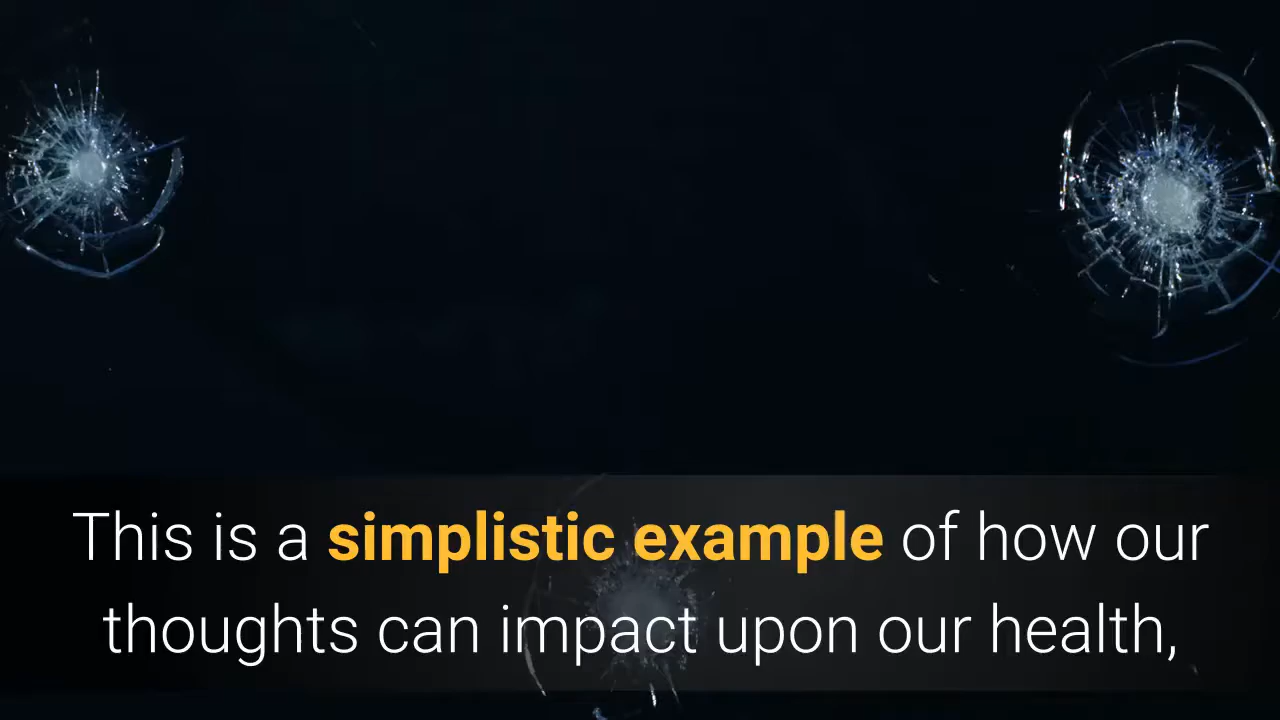 This is a simplistic example of how our
thoughts can impact upon our health,